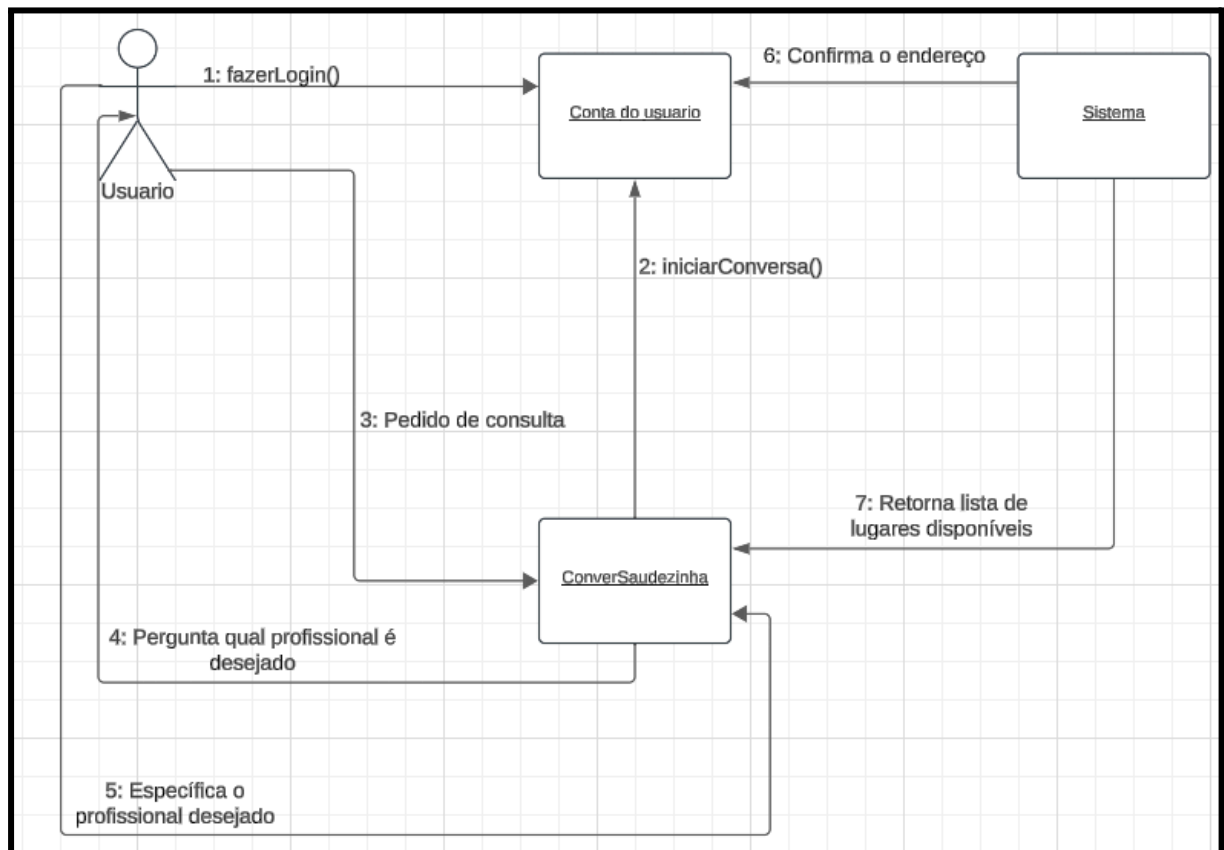 6: Confirma o endereço
1: fazerLogin()
Conta do usuario
Sistema
Usuario
2: iniciarConversa()
3: Pedido de consulta
7: Retorna lista de
lugares disponíveis
ConverSaudezinha
4: Pergunta qual profissional é
desejado
5: Específica o
profissional desejado